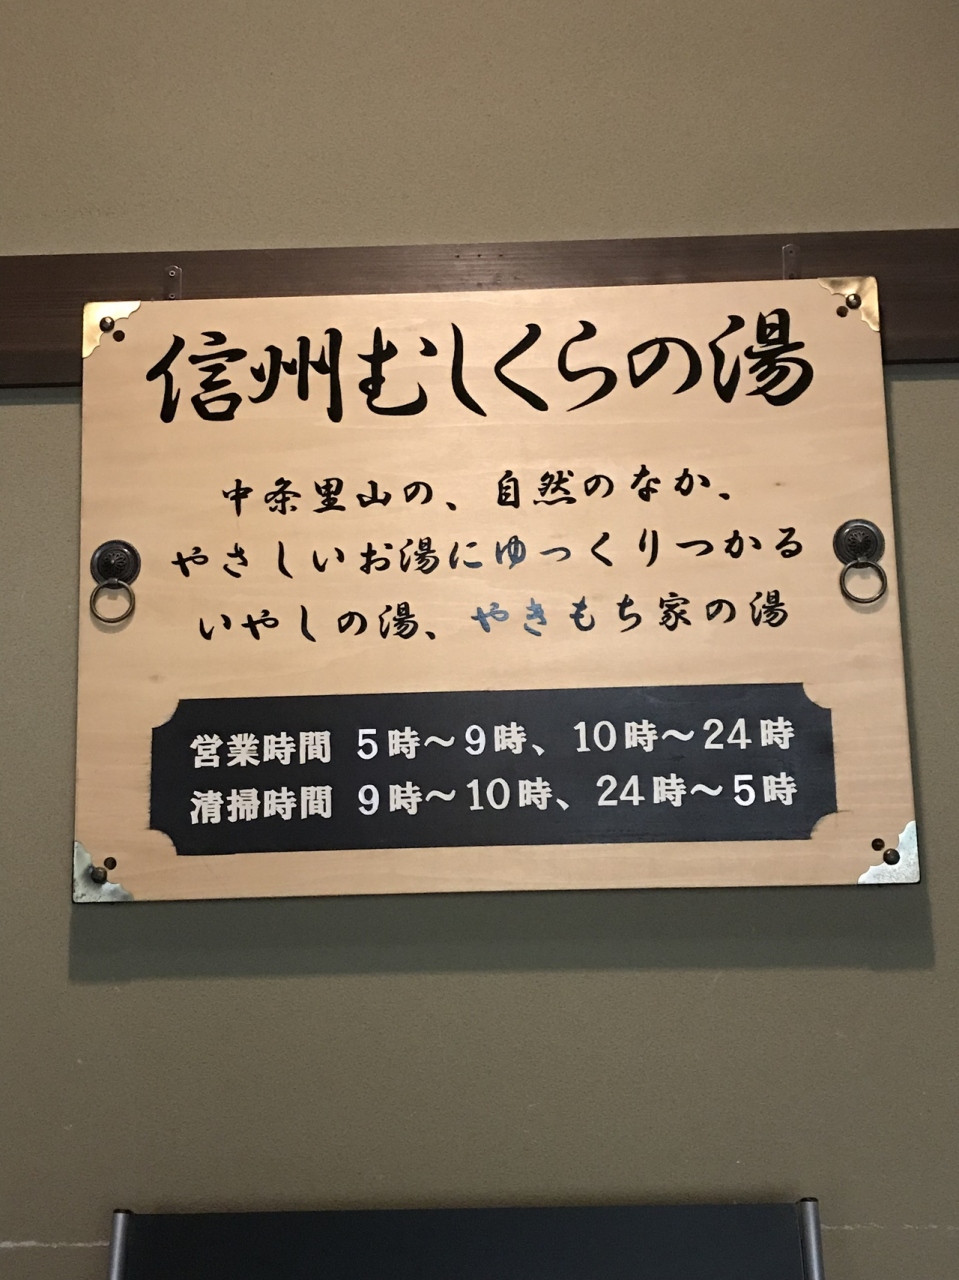 信州むしくらの湯
中条里山の、自然のなか、
やさしいお湯にゆっくりつかる
いやしの湯、やきもち家の湯
営業時間 5時～9時、10時～24時
清掃時間 9時～10時、24時～5時